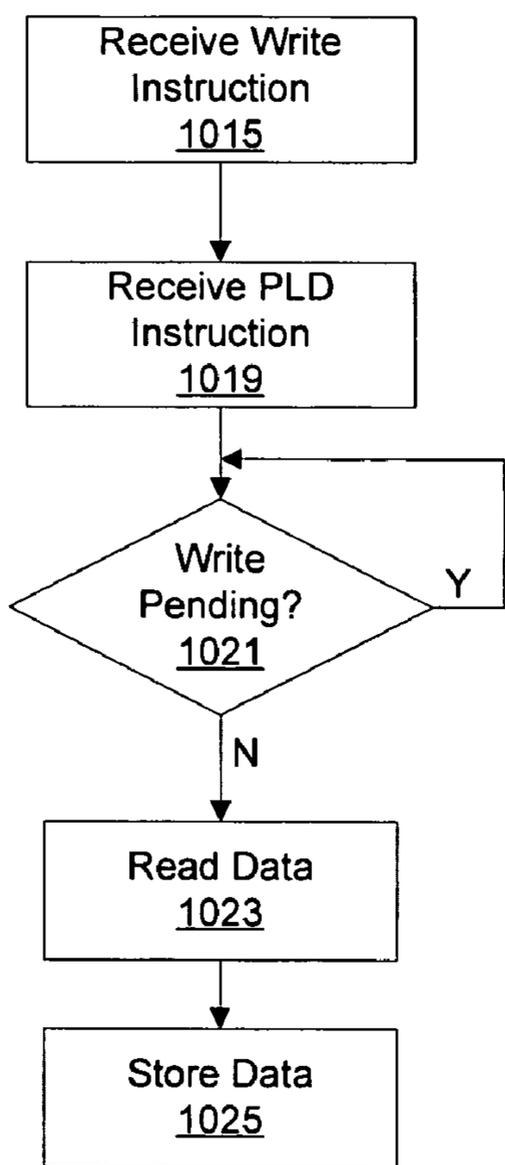 Receive Write
Instruction
1015
Receive PLD
Instruction
1019
Write
Pending?
1021
Y
N
Read Data
1023
Store Data
1025